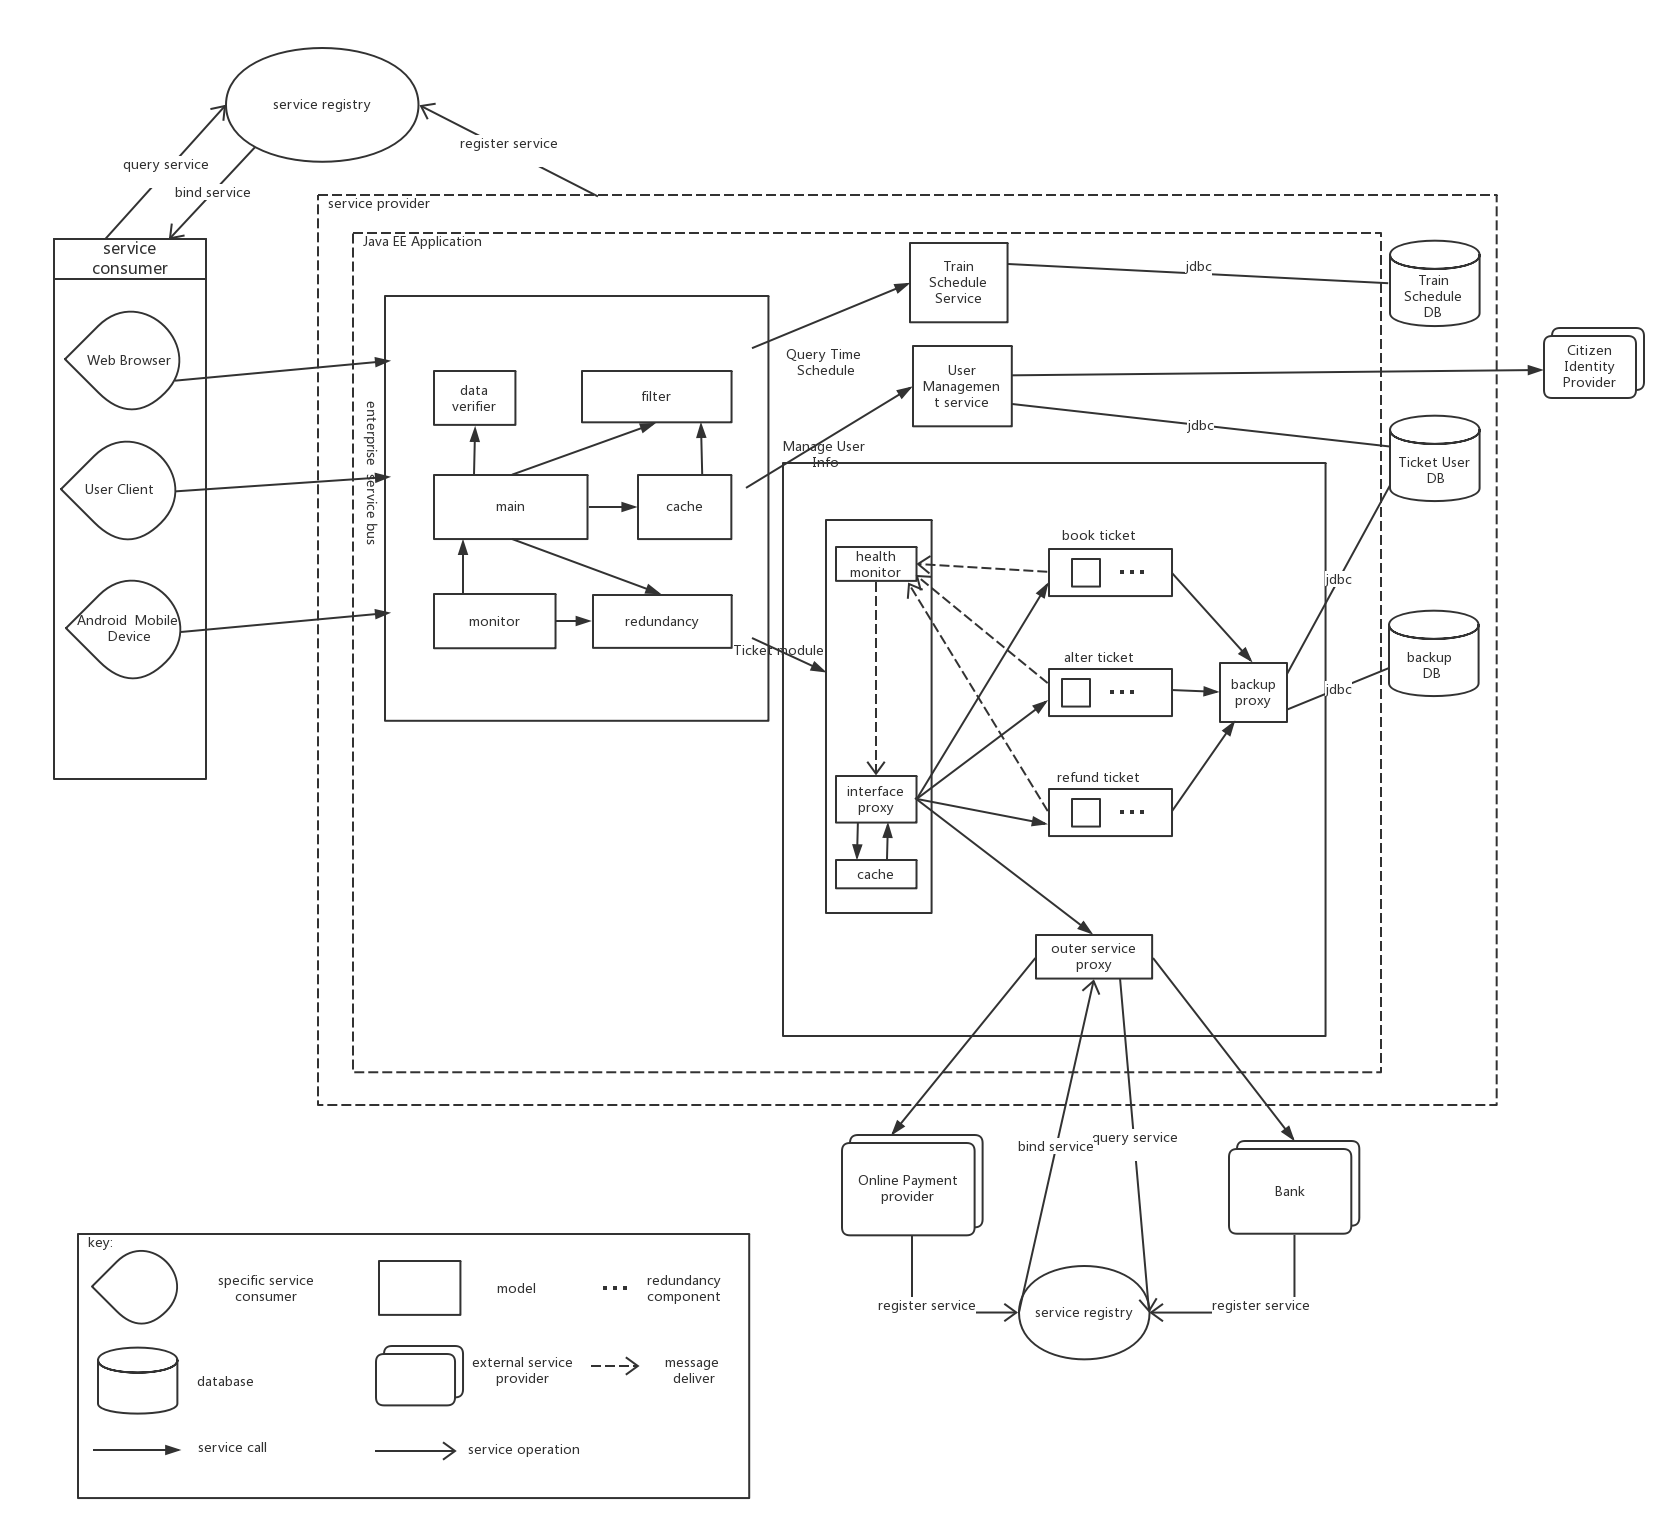 service registry
query service
register service
bind service
service provider
service
consumer
Java EE Application
Train
Schedule
Service
jdbc
Train
Schedule
DB
Web Browser
Query Time
Schedule
User
Managemen
t service
Citizen
Identity
Provider
data
verifier
filter
enterprise  service bus
jdbc
Manage User
Info
Ticket User
DB
User Client
main
cache
health
monitor
book ticket
jdbc
Android  Mobile
Device
monitor
redundancy
Ticket module
alter ticket
backup
proxy
jdbc
backup
DB
refund ticket
interface
proxy
cache
outer service
proxy
bind service
query service
Online Payment
provider
Bank
register service
service registry
register service
key:
specific service
consumer
model
redundancy
component
database
external service
provider
message
deliver
service call
service operation